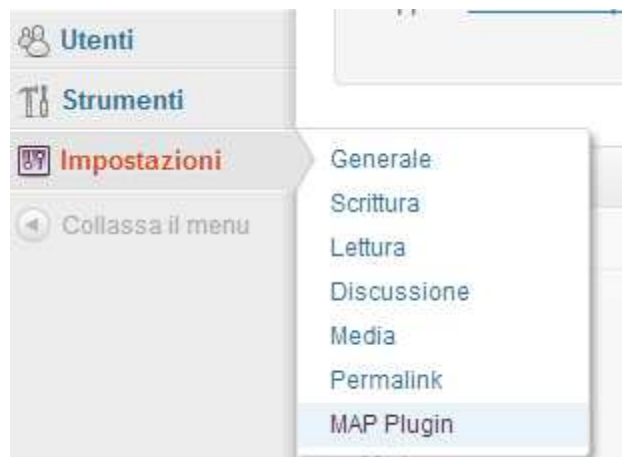 Utenti
Strumenti
Impostazioni
Collassa il menu
Generale
Scrittura
Lettura
Discussione
Media
Permalink
MAP Plugin